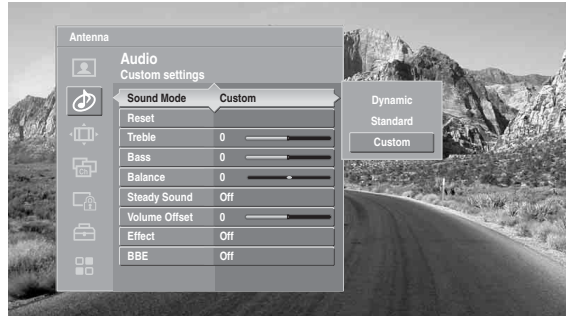 Antenna
Audio
Custom settings
Sound Mode Custom
Reset
Treble 0
Bass 0
Balance 0
Steady Sound Off
Volume Offset 0
Effect Off
BBE Off
Dynamic
Standard
Custom
Ch